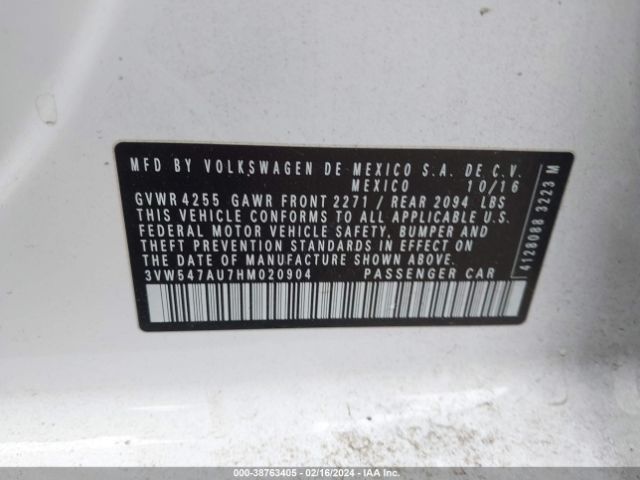 MFD BY VOLKSWAGEN DE MEXICO S.A. DE C.V.
MEXICO 10/16
GVWR 4255 GAWR FRONT 2271 / REAR 2094 LBS
THIS VEHICLE CONFORMS TO ALL APPLICABLE U.S.
FEDERAL MOTOR VEHICLE SAFETY, BUMPER AND
THEFT PREVENTION STANDARDS IN EFFECT ON THE
DATE OF MANUFACTURE SHOWN ABOVE.
3VW547AU7HM020904 PASSENGER CAR
4128088 3223 M
000-38763405 - 02/16/2024 - IAA Inc.